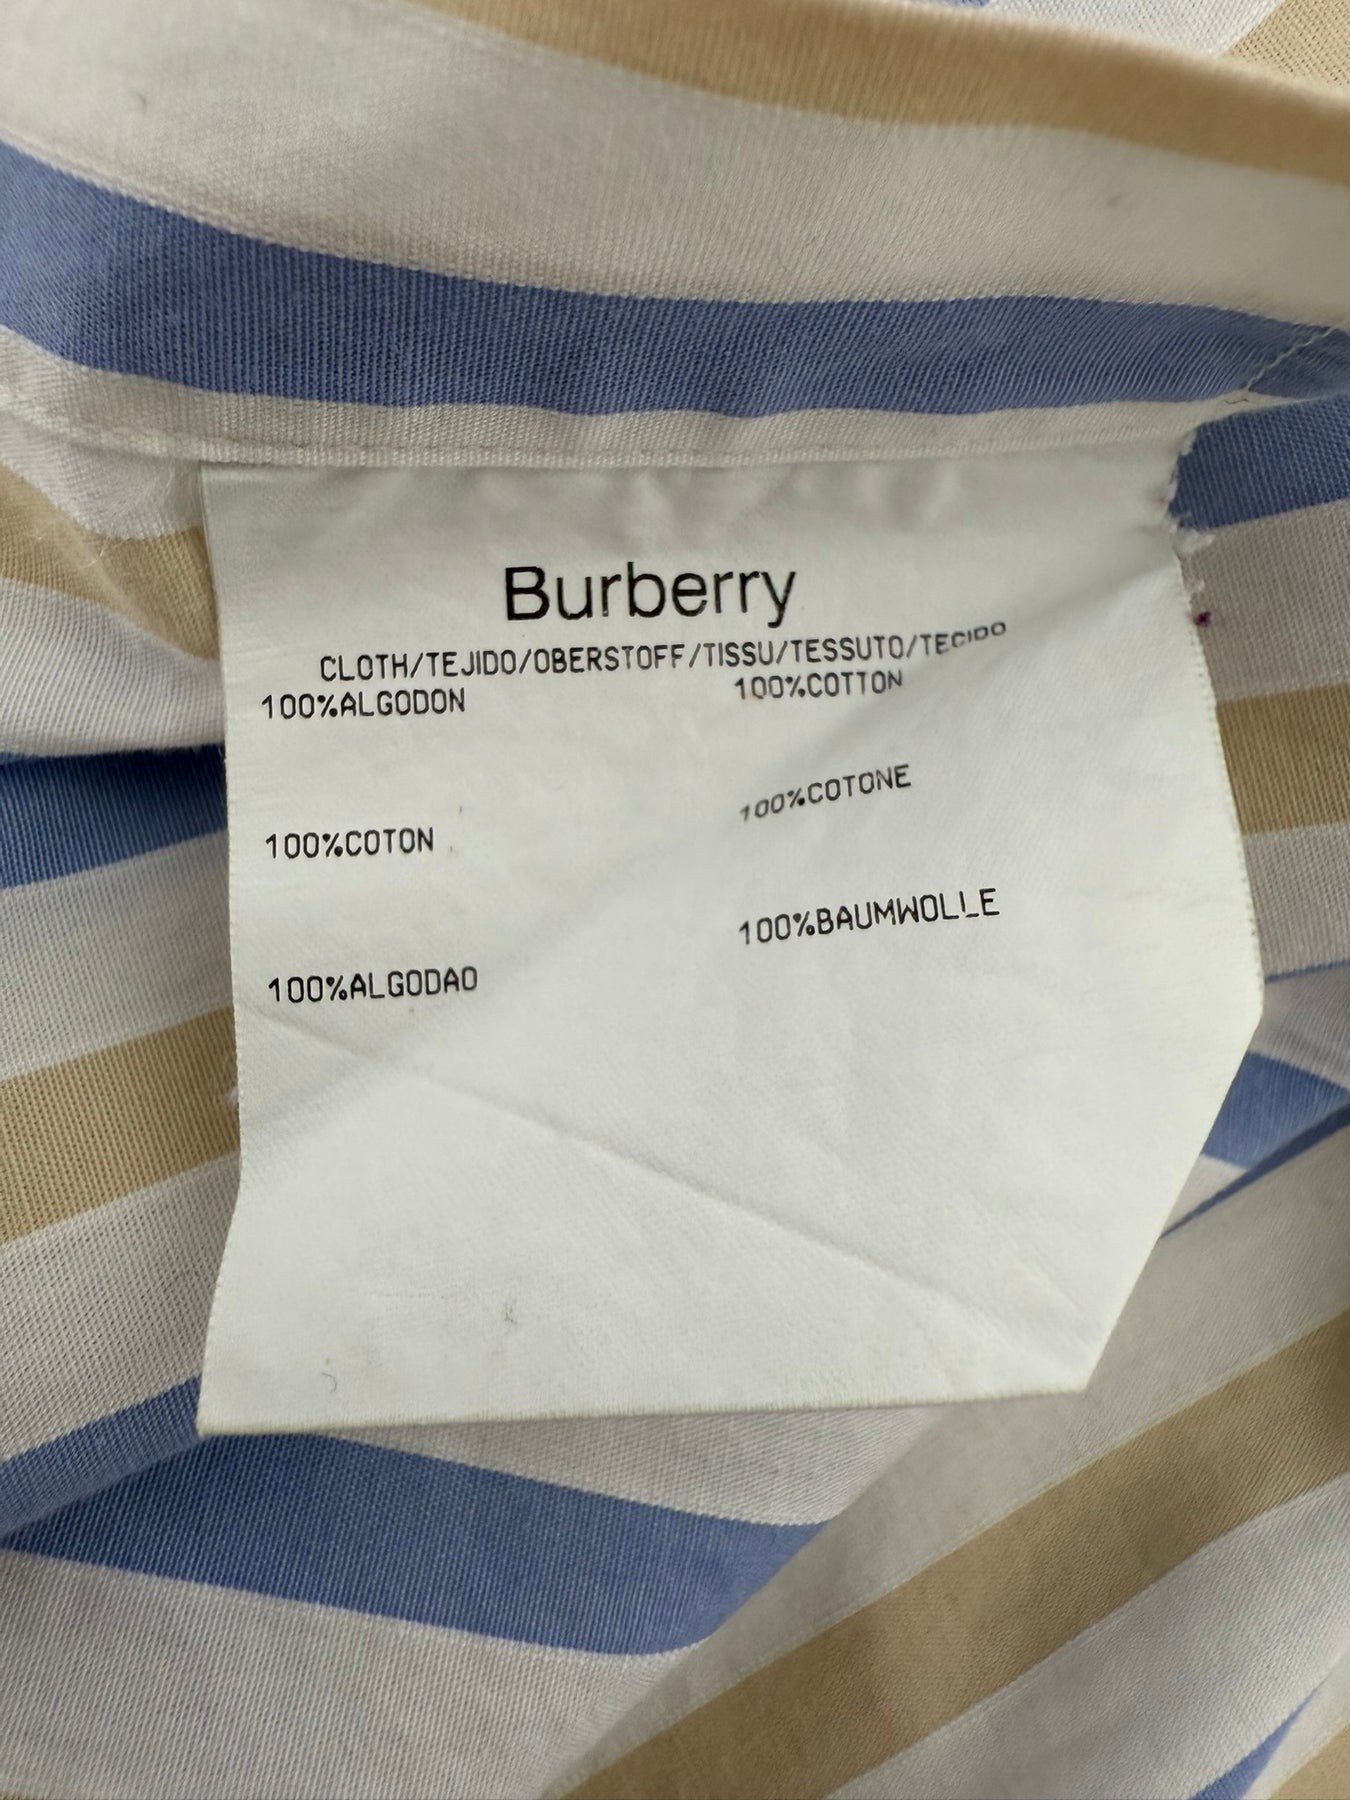 Burberry
CLOTH/TEJIDO/OBERSTOFF/TISSU/TESSUTO/TECIDO
100%ALGODON 100%COTTON
100%COTONE
100%COTON
100%BAUMWOLLE
100%ALGODAO